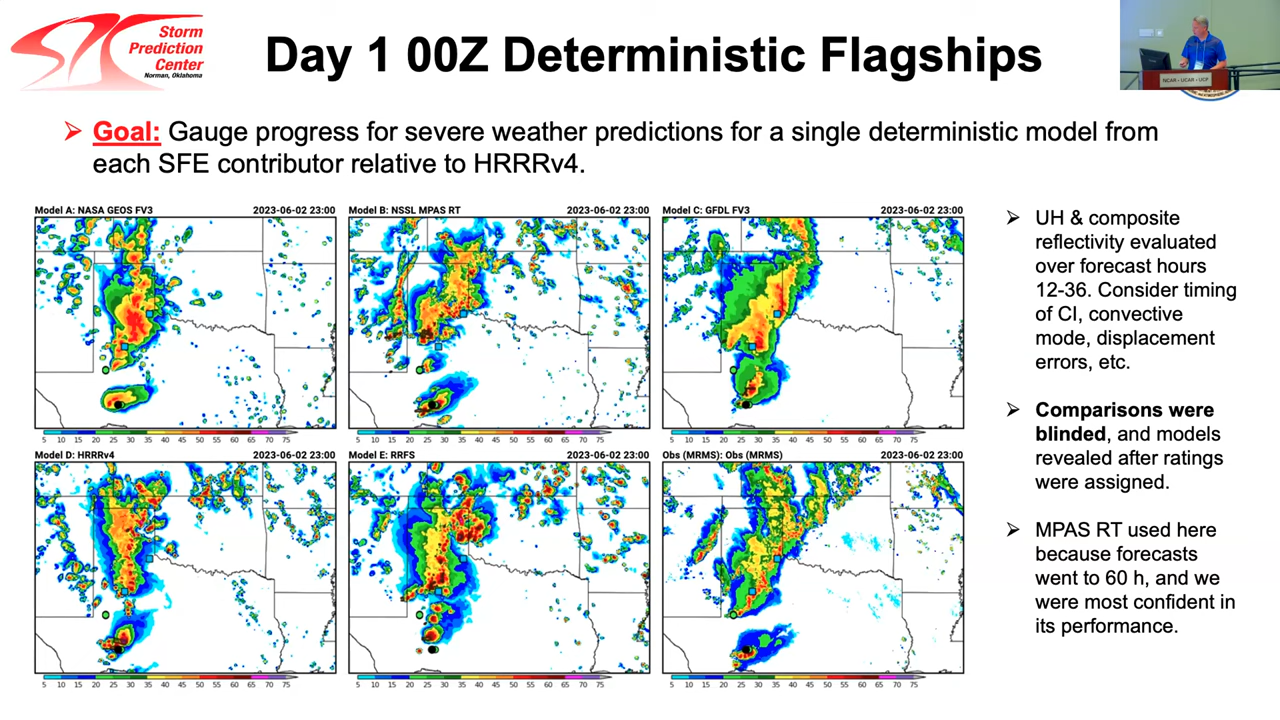 Storm
Prediction
Center
Norman, Oklahoma
Day 1 00Z Deterministic Flagships
NCAR • UCAR • UCP
➢ Goal: Gauge progress for severe weather predictions for a single deterministic model from
each SFE contributor relative to HRRRv4.
Model A: NASA GEOS FV3 2023-06-02 23:00
Model B: NSSL MPAS RT 2023-06-02 23:00
Model C: GFDL FV3 2023-06-02 23:00
5 10 15 20 25 30 35 40 45 50 55 60 65 70 75
5 10 15 20 25 30 35 40 45 50 55 60 65 70 75
5 10 15 20 25 30 35 40 45 50 55 60 65 70 75
Model D: HRRRv4 2023-06-02 23:00
Model E: RRFS 2023-06-02 23:00
Obs (MRMS): Obs (MRMS) 2023-06-02 23:00
5 10 15 20 25 30 35 40 45 50 55 60 65 70 75
5 10 15 20 25 30 35 40 45 50 55 60 65 70 75
5 10 15 20 25 30 35 40 45 50 55 60 65 70 75
➢ UH & composite
reflectivity evaluated
over forecast hours
12-36. Consider timing
of CI, convective
mode, displacement
errors, etc.
➢ Comparisons were
blinded, and models
revealed after ratings
were assigned.
➢ MPAS RT used here
because forecasts
went to 60 h, and we
were most confident in
its performance.